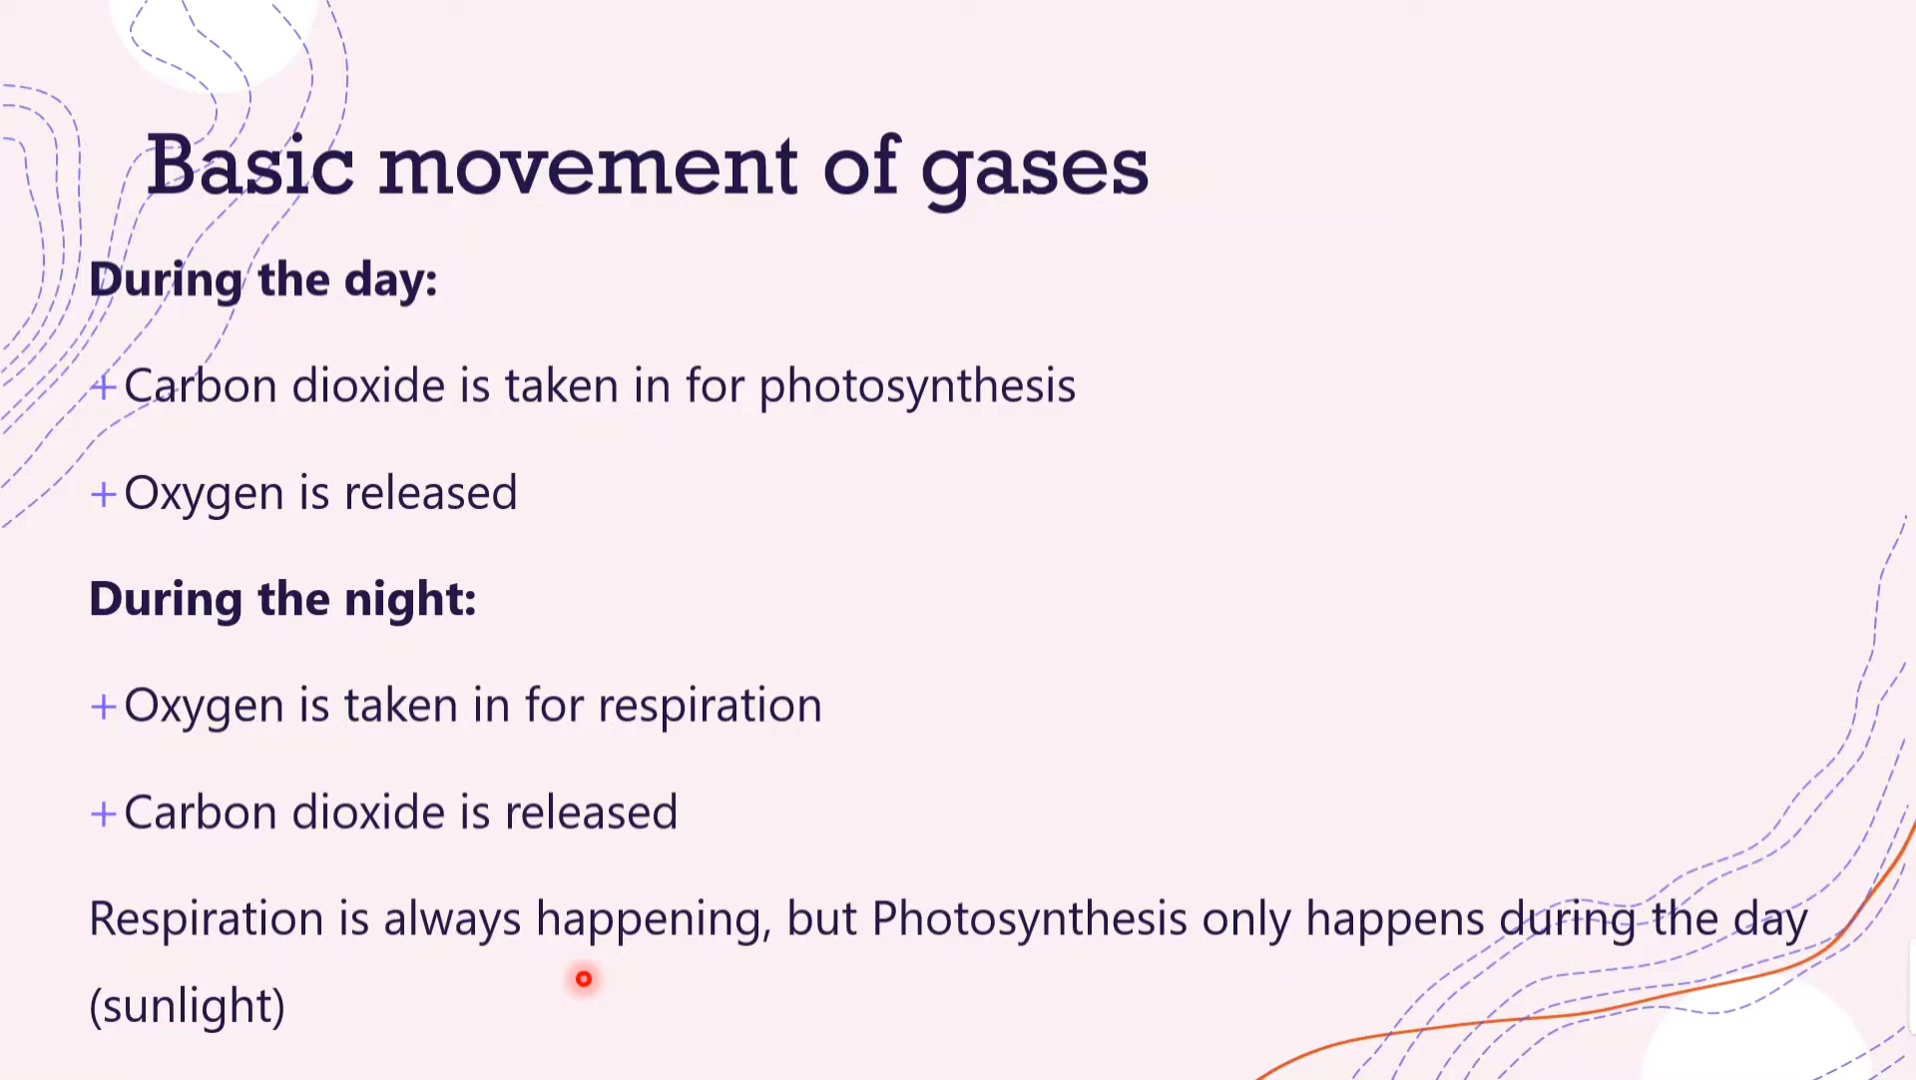 Basic movement of gases
During the day:
+Carbon dioxide is taken in for photosynthesis
+Oxygen is released
During the night:
+Oxygen is taken in for respiration
+Carbon dioxide is released
Respiration is always happening, but Photosynthesis only happens during the day
(sunlight)